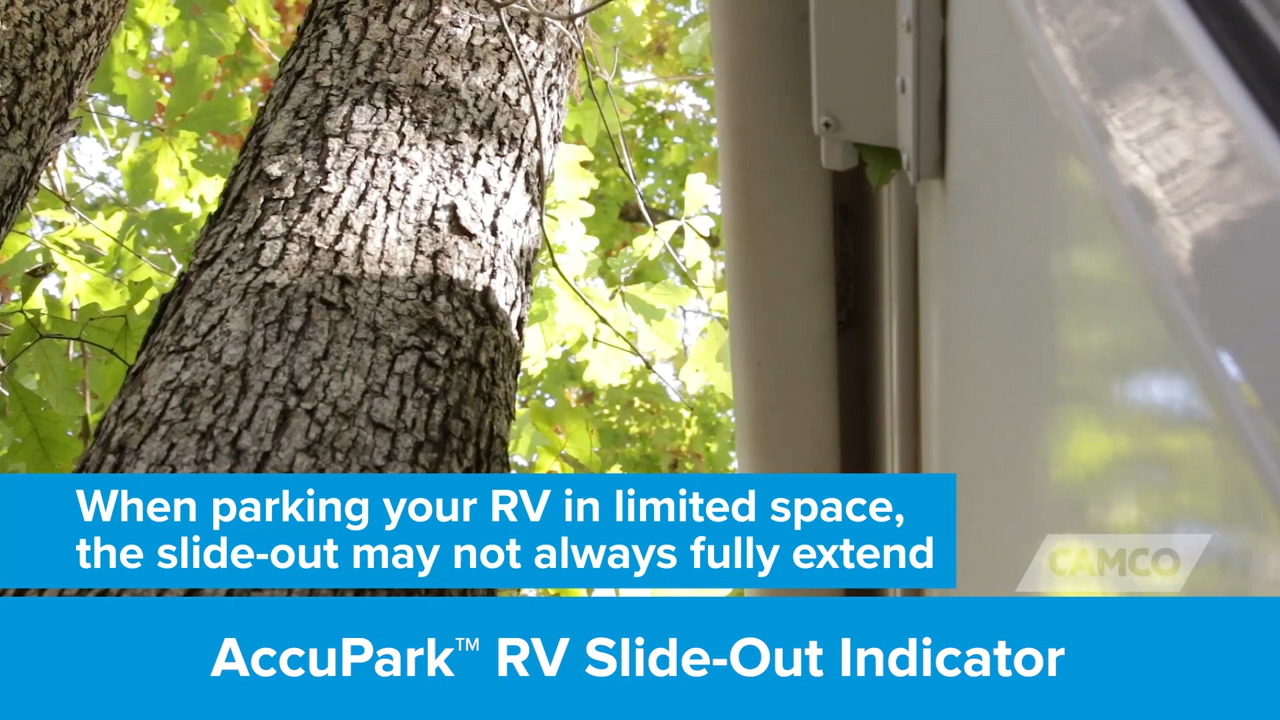 When parking your RV in limited space,
the slide-out may not always fully extend
CAMCO
AccuPark™ RV Slide-Out Indicator